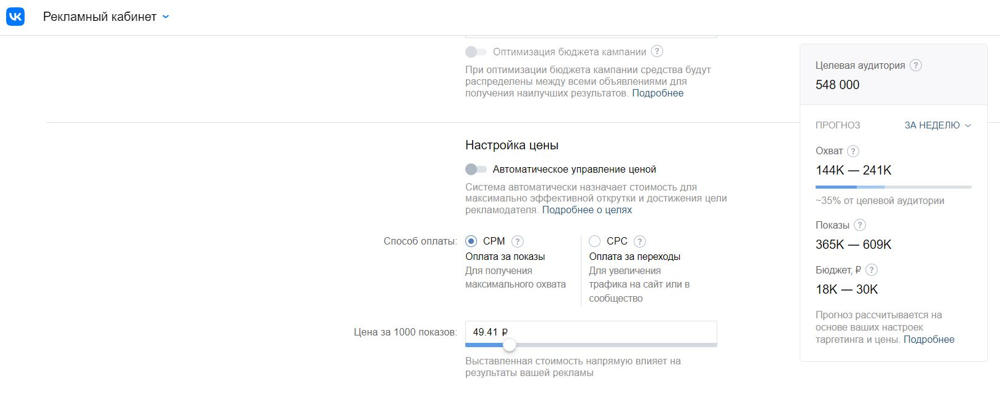 Рекламный кабинет
Оптимизация бюджета кампании ?
При оптимизации бюджета кампании средства будут
распределены между всеми объявлениями для
получения наилучших результатов. Подробнее
Настройка цены
Автоматическое управление ценой
Система автоматически назначает стоимость для
максимально эффективной открутки и достижения цели
рекламодателя. Подробнее о целях
Способ оплаты:
CPM ?
Оплата за показы
Для получения
максимального охвата
CPC ?
Оплата за переходы
Для увеличения
трафика на сайт или в
сообщество
Цена за 1000 показов:
49.41 ₽
Выставленная стоимость напрямую влияет на
результаты вашей рекламы
Целевая аудитория ?
548 000
ПРОГНОЗ
ЗА НЕДЕЛЮ
Охват ?
144K — 241K
~35% от целевой аудитории
Показы ?
365K — 609K
Бюджет, ₽ ?
18K — 30K
Прогноз рассчитывается на
основе ваших настроек
таргетинга и цены. Подробнее